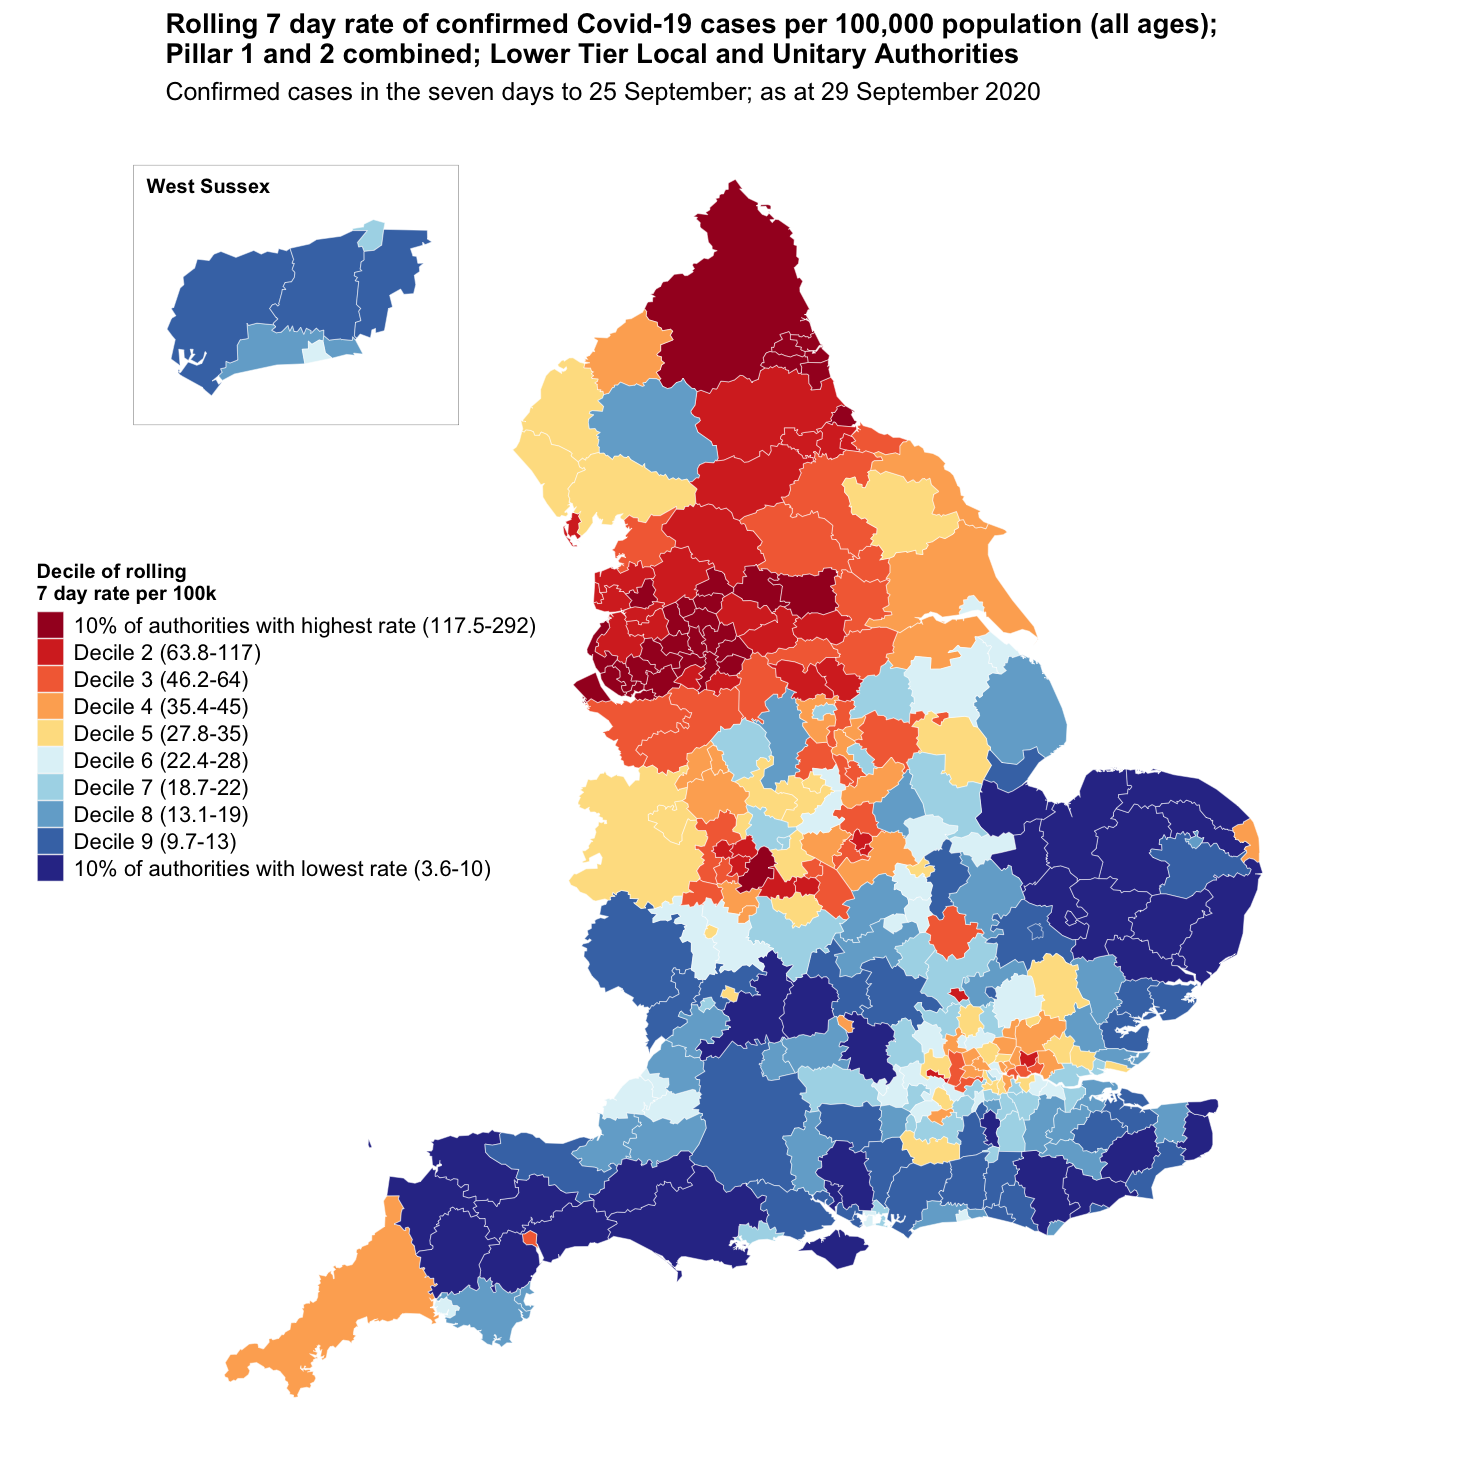 Rolling 7 day rate of confirmed Covid-19 cases per 100,000 population (all ages);
Pillar 1 and 2 combined; Lower Tier Local and Unitary Authorities
Confirmed cases in the seven days to 25 September; as at 29 September 2020
West Sussex
Decile of rolling
7 day rate per 100k
10% of authorities with highest rate (117.5-292)
Decile 2 (63.8-117)
Decile 3 (46.2-64)
Decile 4 (35.4-45)
Decile 5 (27.8-35)
Decile 6 (22.4-28)
Decile 7 (18.7-22)
Decile 8 (13.1-19)
Decile 9 (9.7-13)
10% of authorities with lowest rate (3.6-10)